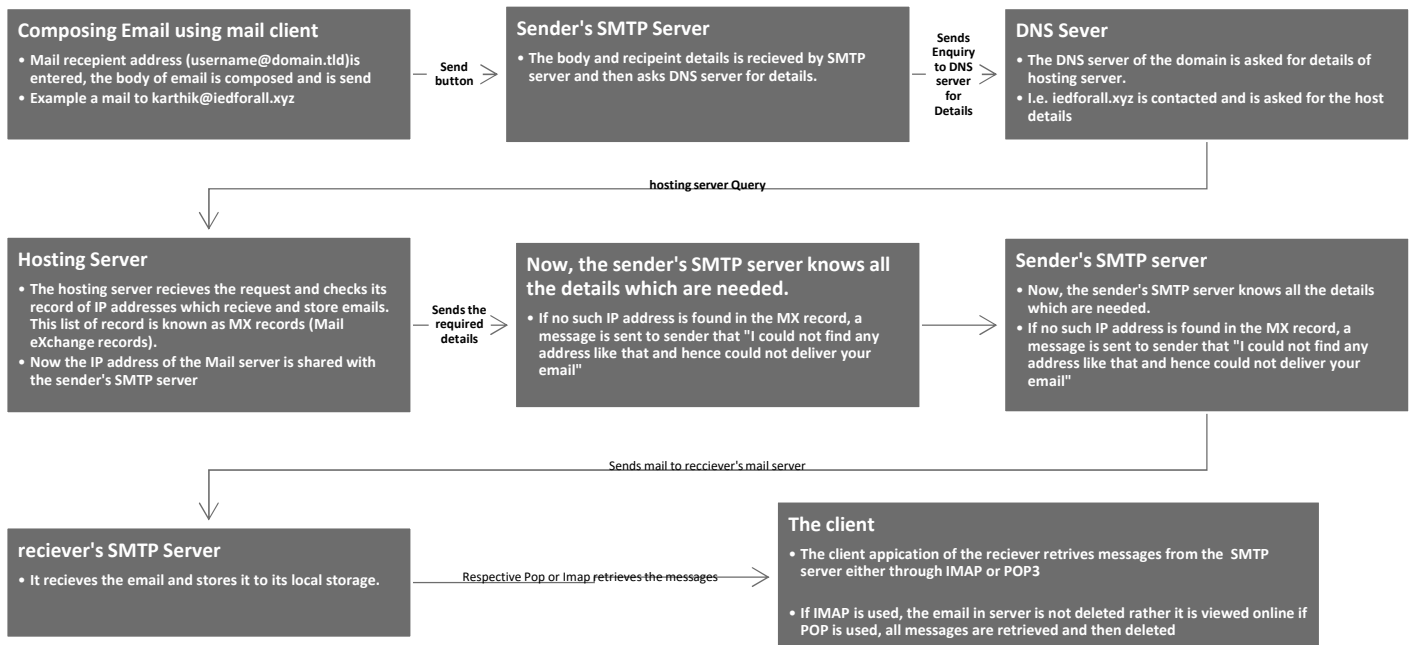 Composing Email using mail client
• Mail recepient address (username@domain.tld)is
entered, the body of email is composed and is send
• Example a mail to karthik@iedforall.xyz
Send
button
Sender's SMTP Server
• The body and recipeint details is recieved by SMTP
server and then asks DNS server for details.
Sends
Enquiry
to DNS
server
for
Details
DNS Sever
• The DNS server of the domain is asked for details of
hosting server.
• I.e. iedforall.xyz is contacted and is asked for the host
details
hosting server Query
Hosting Server
• The hosting server recieves the request and checks its
record of IP addresses which recieve and store emails.
This list of record is known as MX records (Mail
eXchange records).
• Now the IP address of the Mail server is shared with
the sender's SMTP server
Sends the
required
details
Now, the sender's SMTP server knows all
the details which are needed.
• If no such IP address is found in the MX record, a
message is sent to sender that "I could not find any
address like that and hence could not deliver your
email"
Sender's SMTP server
• Now, the sender's SMTP server knows all the details
which are needed.
• If no such IP address is found in the MX record, a
message is sent to sender that "I could not find any
address like that and hence could not deliver your
email"
Sends mail to recciever's mail server
reciever's SMTP Server
• It recieves the email and stores it to its local storage.
Respective Pop or Imap retrieves the messages
The client
• The client appication of the reciever retrives messages from the SMTP
server either through IMAP or POP3
• If IMAP is used, the email in server is not deleted rather it is viewed online if
POP is used, all messages are retrieved and then deleted